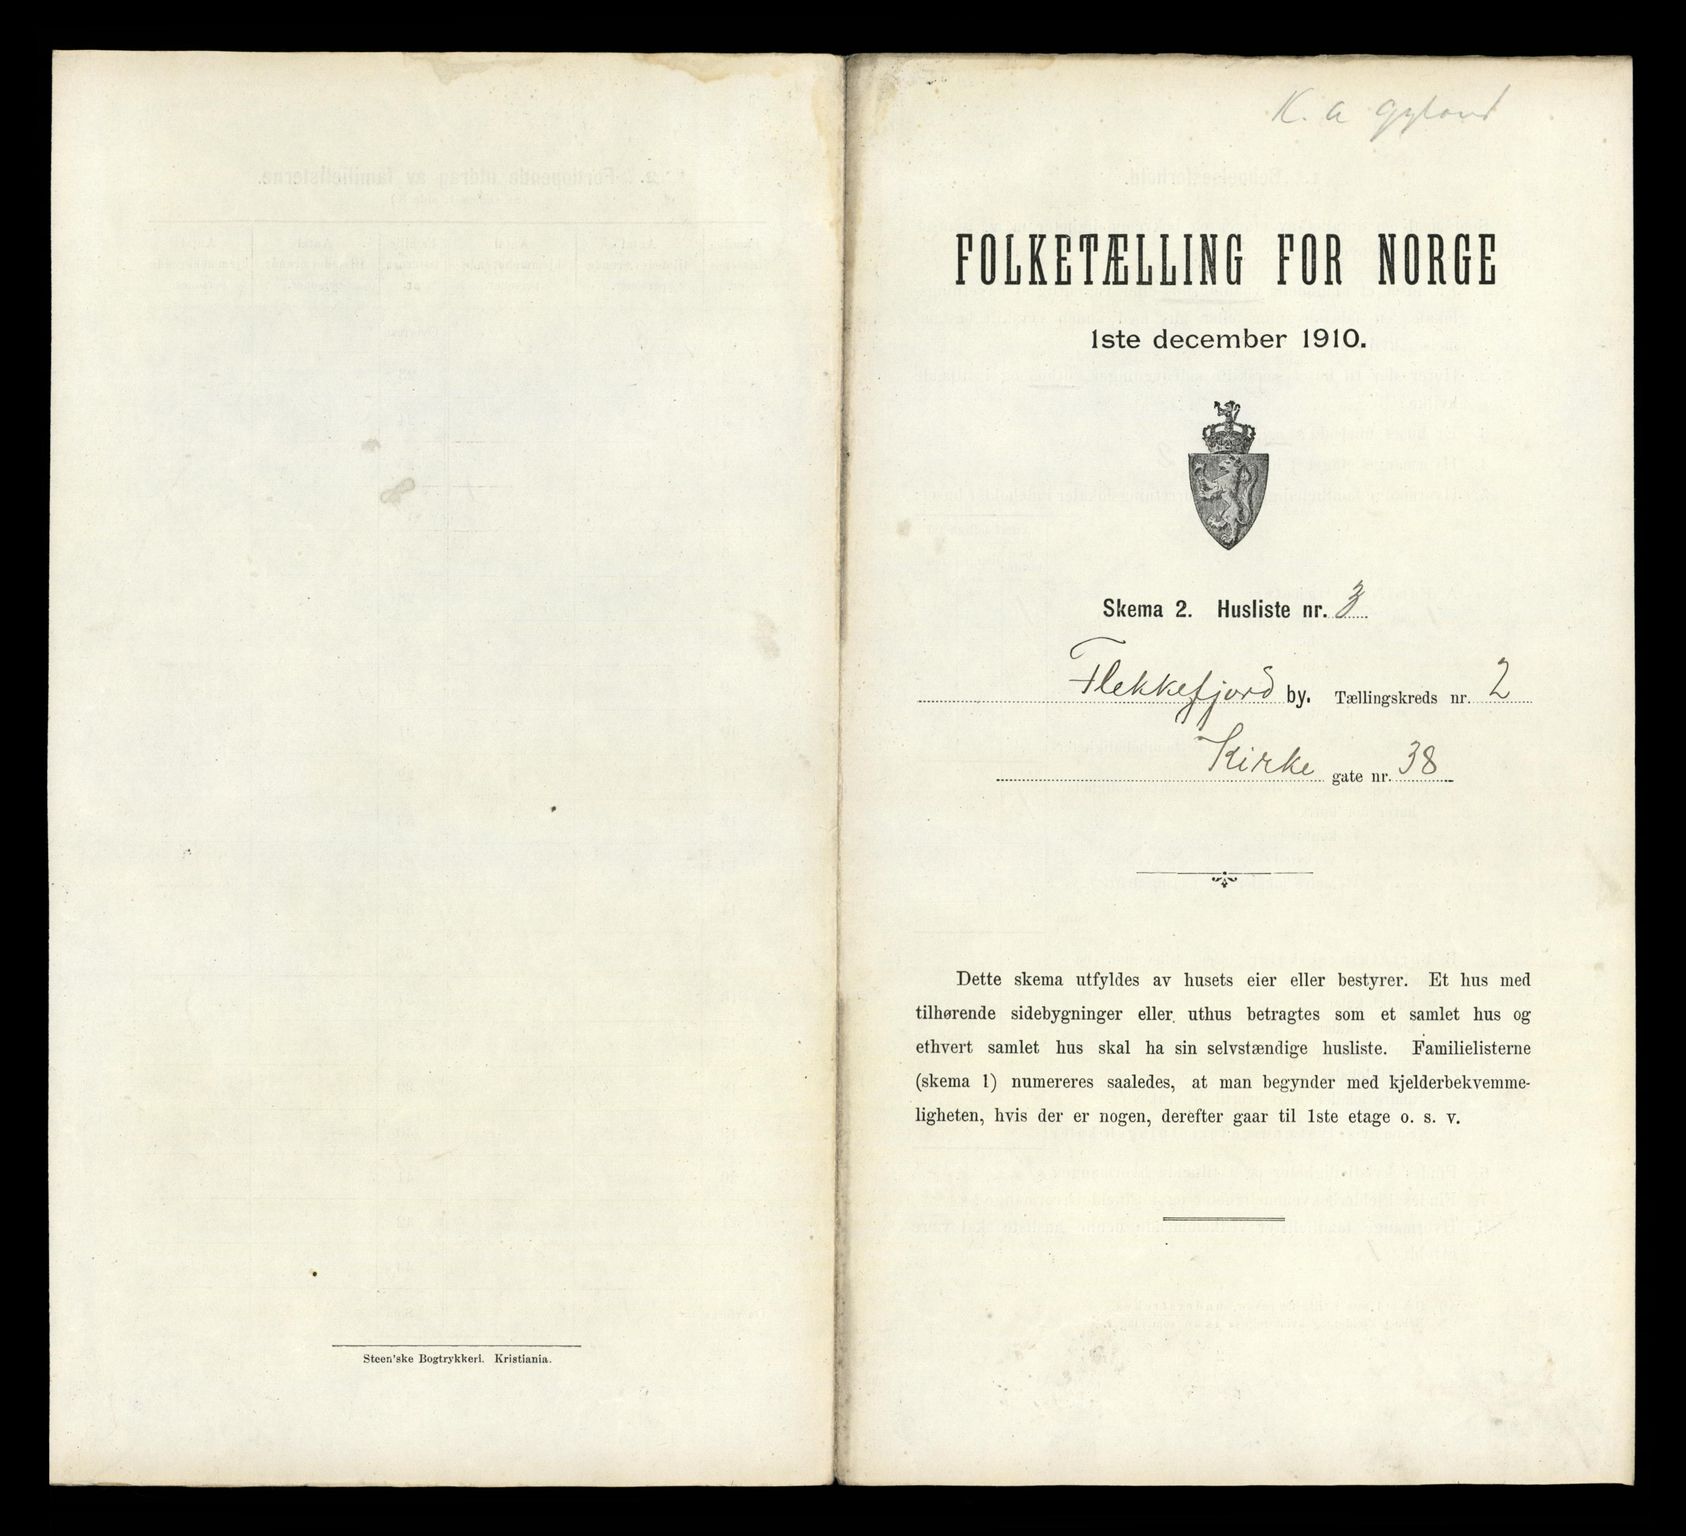 Steen'ske Bogtrykkeri. Kristiania.
K. a Gyland
FOLKETÆLLING FOR NORGE
1ste december 1910.
Skema 2. Husliste nr. 3
Flekkefjord by. Tællingskreds nr. 2
Kirke gate nr. 38
Dette skema utfyldes av husets eier eller bestyrer. Et hus med
tilhørende sidebygninger eller uthus betragtes som et samlet hus og
ethvert samlet hus skal ha sin selvstændige husliste. Familielisterne
(skema 1) numereres saaledes, at man begynder med kjelderbekvemme-
ligheten, hvis der er nogen, derefter gaar til 1ste etage o. s. v.